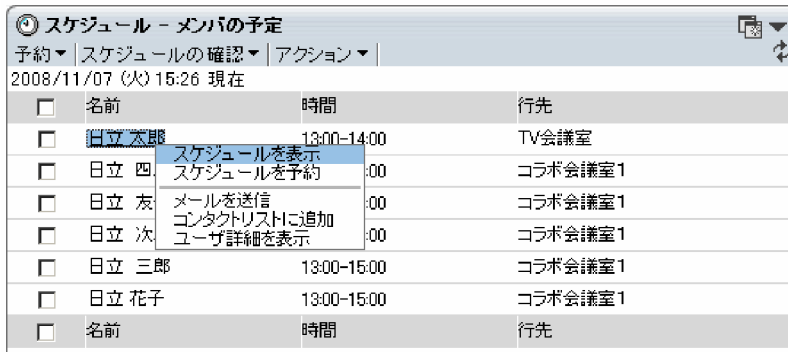 スケジュール - メンバの予定
予約▼ | スケジュールの確認▼ | アクション▼ |
2008/11/07 (火) 15:26 現在
名前 時間 行先
日立 太郎 13:00-14:00 TV会議室
スケジュールを表示
日立 四 :00 コラボ会議室1
スケジュールを予約
日立 友 :00 コラボ会議室1
メールを送信
コンタクトリストに追加
日立 次 :00 コラボ会議室1
ユーザ詳細を表示
日立 三郎 13:00-15:00 コラボ会議室1
日立 花子 13:00-15:00 コラボ会議室1
名前 時間 行先